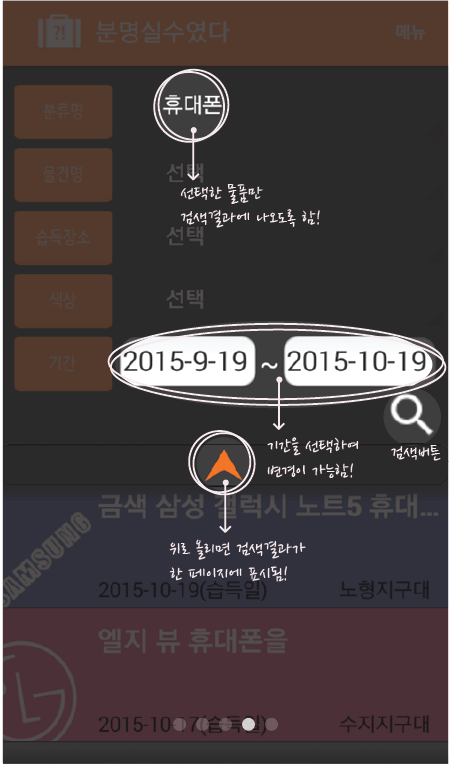 ?!
분명실수였다
메뉴
분류명
휴대폰
물건명
선택
선택한 물품만
검색결과에 나오도록 함!
습득장소
선택
색상
선택
기간
2015-9-19 ~ 2015-10-19
기간을 선택하여
변경이 가능함!
검색버튼
금색 삼성 갤럭시 노트5 휴대...
SAMSUNG
위로 올리면 검색결과가
한 페이지에 표시됨!
2015-10-19(습득일)
노형지구대
엘지 뷰 휴대폰을
LG
2015-10-17(습득일)
수지지구대